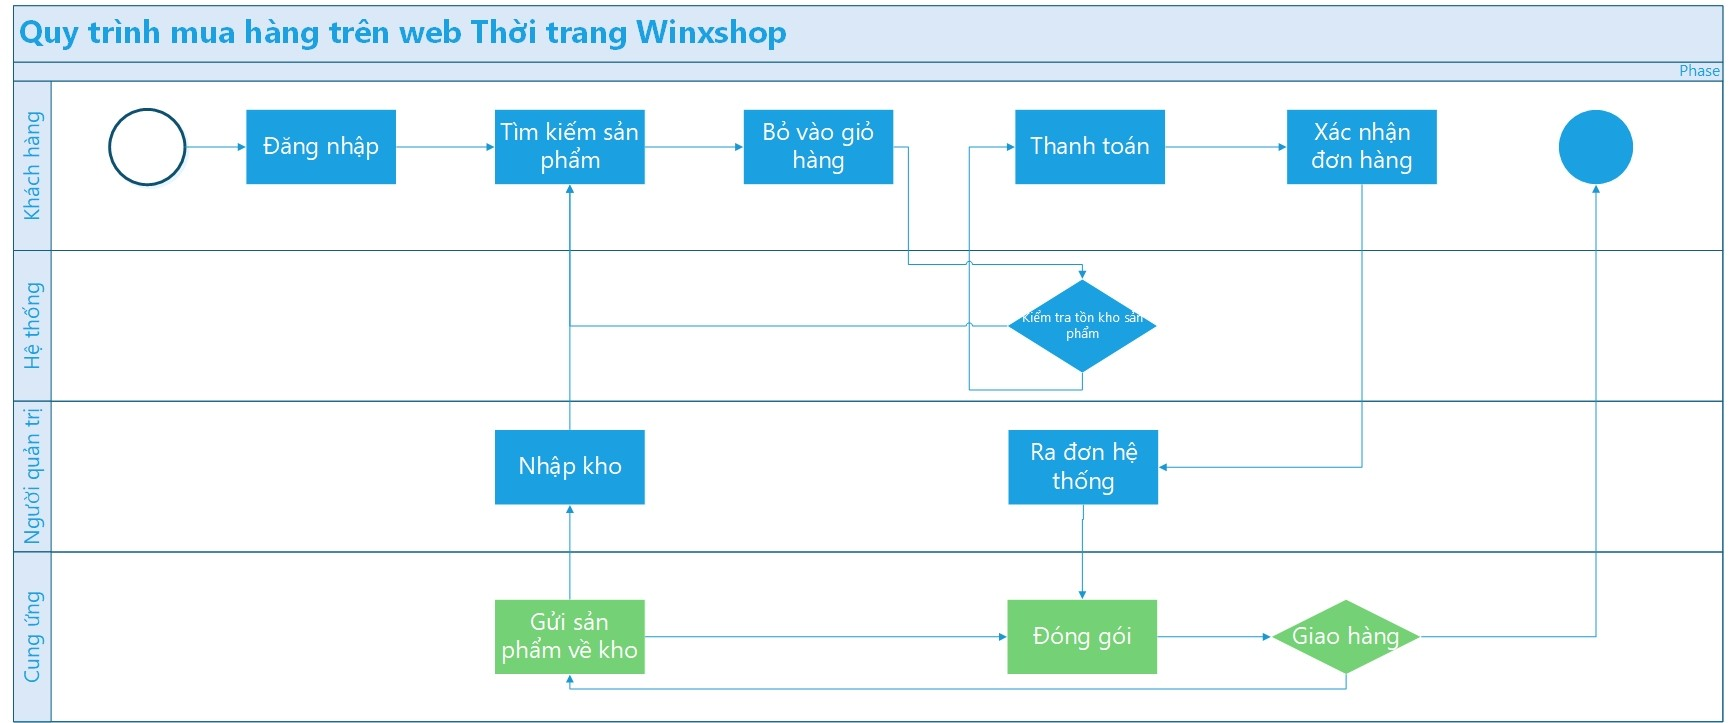 Quy trình mua hàng trên web Thời trang Winxshop
Phase
Khách hàng
Đăng nhập
Tìm kiếm sản
phẩm
Bỏ vào giỏ
hàng
Thanh toán
Xác nhận
đơn hàng
Hệ thống
Kiểm tra tồn kho sản
phẩm
Người quản trị
Nhập kho
Ra đơn hệ
thống
Cung ứng
Gửi sản
phẩm về kho
Đóng gói
Giao hàng